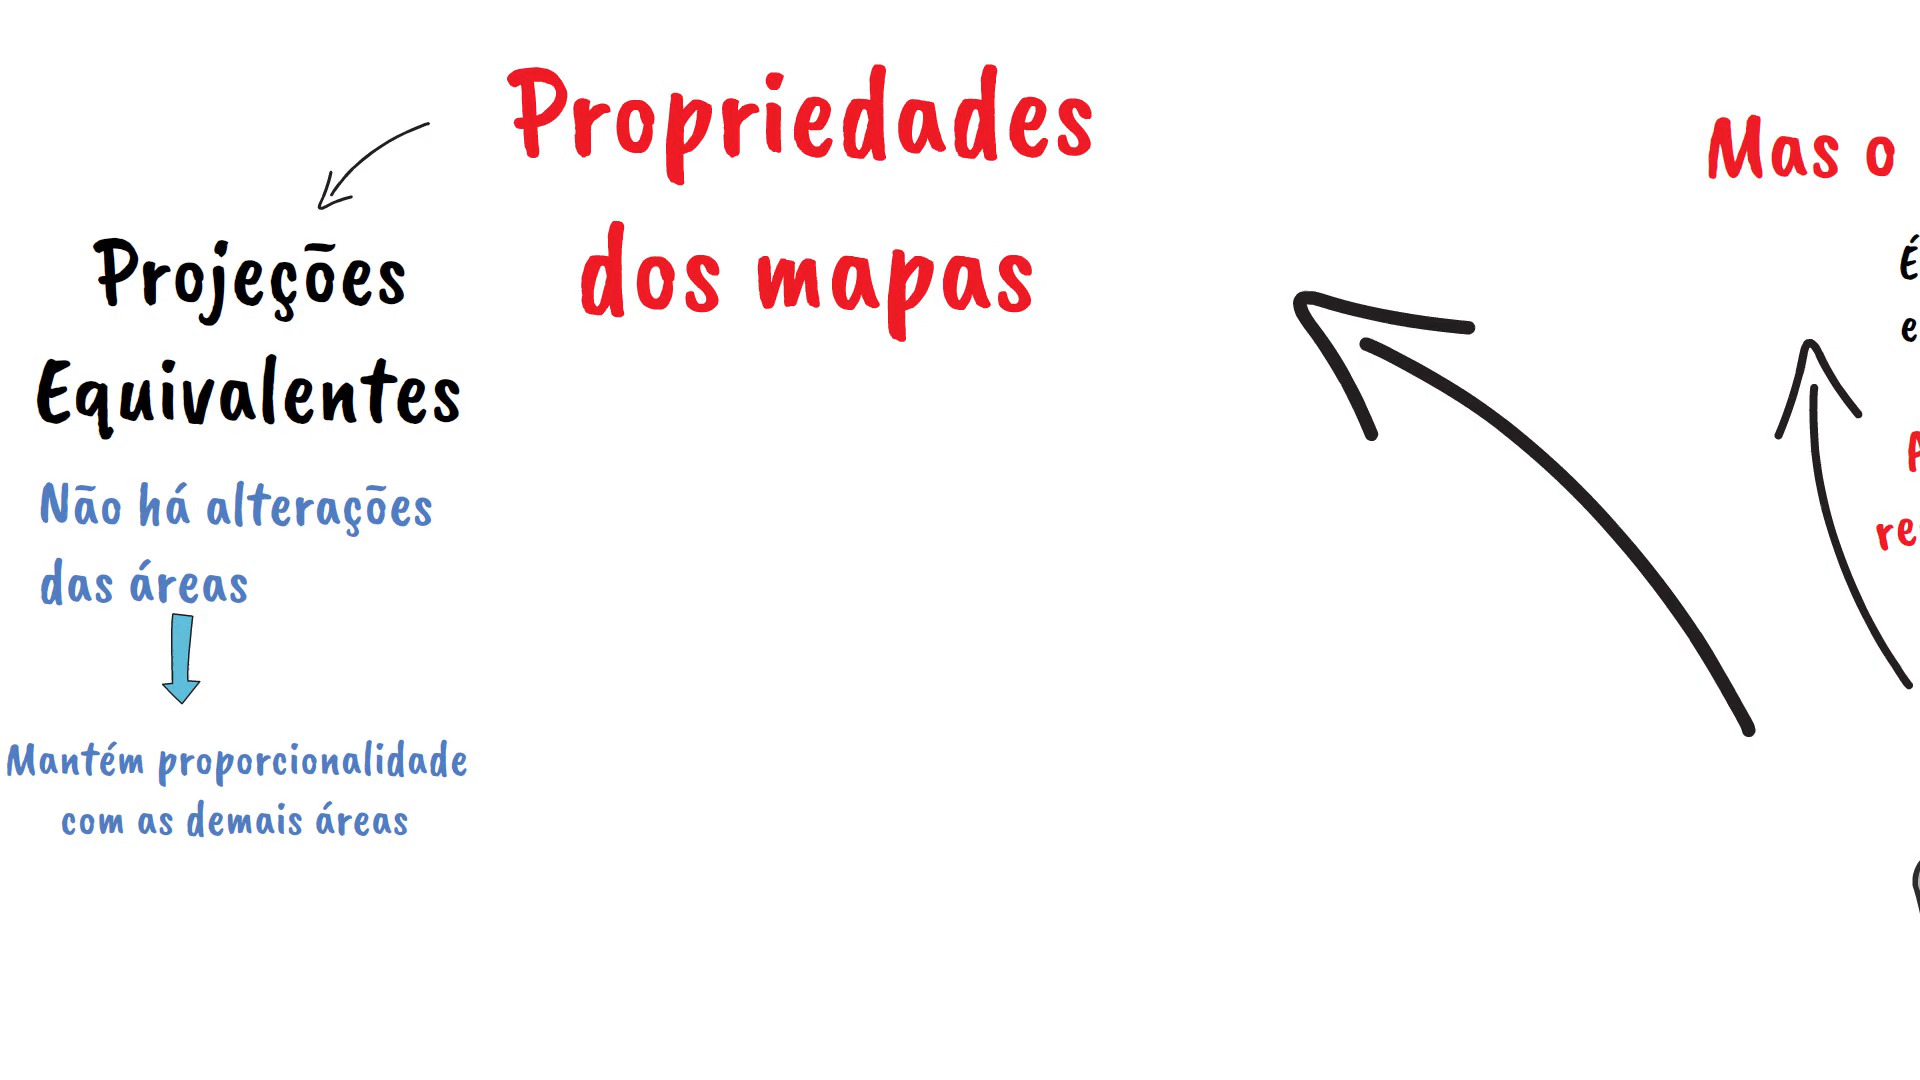 Propriedades
dos mapas
Projeções
Equivalentes
Não há alterações
das áreas
Mantém proporcionalidade
com as demais áreas
Mas o
É
e